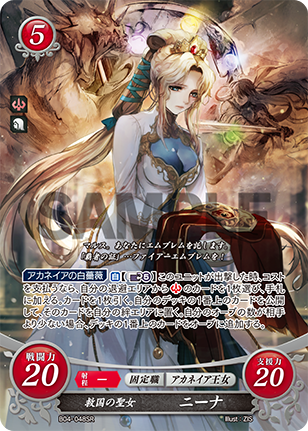 5
SAMPLE
マルス、あなたにエムブレムを託します。
『覇者の証』…ファイアーエムブレムを!
アカネイアの白薔薇 自 【③】 このユニットが出撃した時、コスト
を支払うなら、自分の退避エリアからのカードを1枚選び、手札
に加える。カードを1枚引く。自分のデッキの1番上のカードを公開
して、そのカードを自分の絆エリアに置く。自分のオーブの数が相手
より少ない場合、デッキの1番上のカードをオーブに追加する。
戦闘力
20
射程
—
固定職
アカネイア王女
支援力
20
救国の聖女 ニーナ
B04-048SR
Illust : ZIS